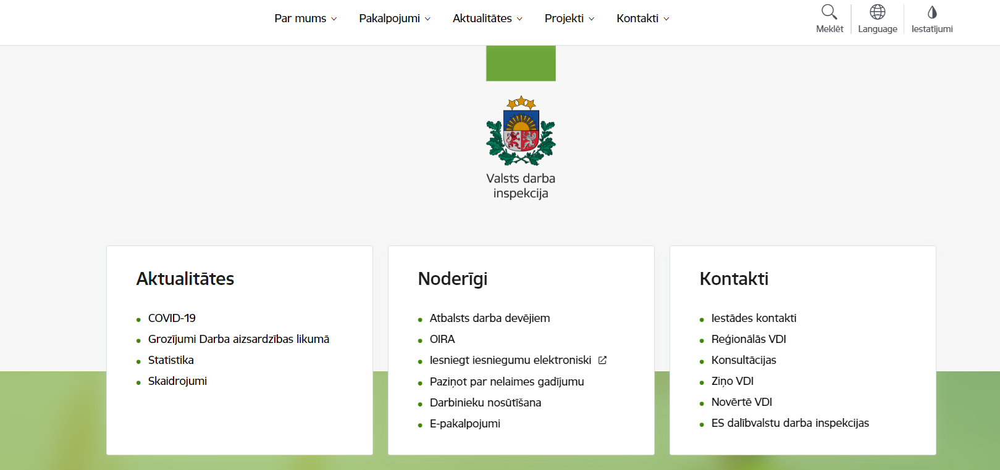 Par mums
Pakalpojumi
Aktualitātes
Projekti
Kontakti
Meklēt
Language
Iestatījumi
Valsts darba
inspekcija
Aktualitātes
COVID-19
Grozījumi Darba aizsardzības likumā
Statistika
Skaidrojumi
Noderīgi
Atbalsts darba devējiem
OIRA
Iesniegt iesniegumu elektroniski
Paziņot par nelaimes gadījumu
Darbinieku nosūtīšana
E-pakalpojumi
Kontakti
Iestādes kontakti
Reģionālās VDI
Konsultācijas
Ziņo VDI
Novērtē VDI
ES dalībvalstu darba inspekcijas